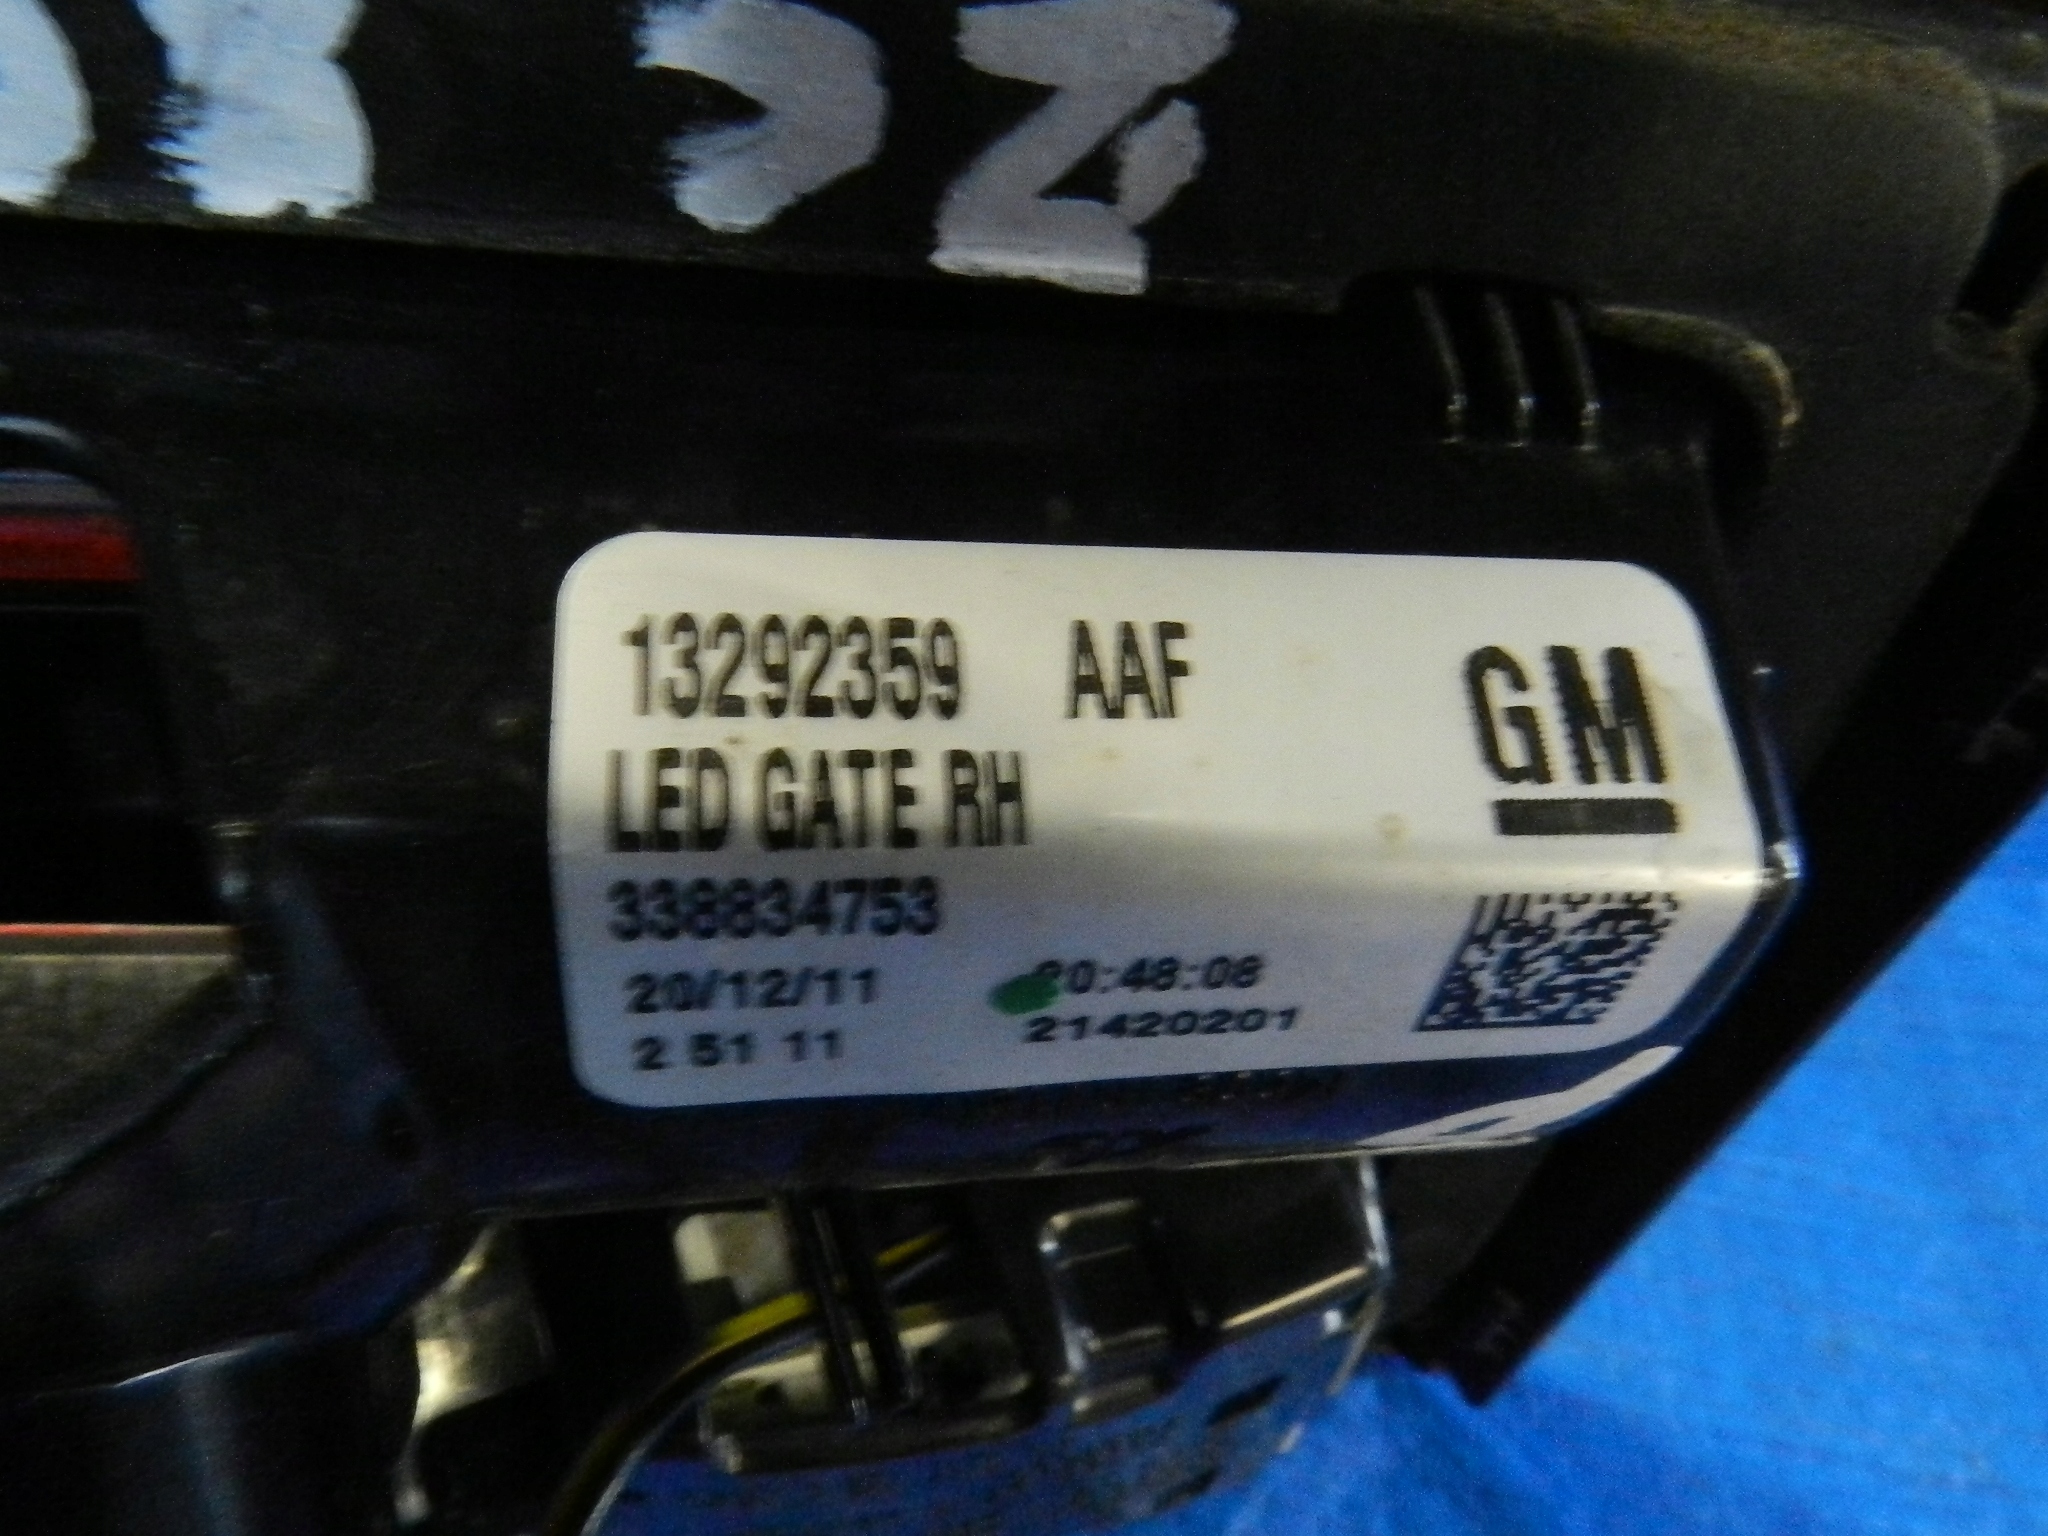 13292359 AAF
GM
LED GATE RH
338834753
20/12/11 20:48:08
2 51 11 21420201